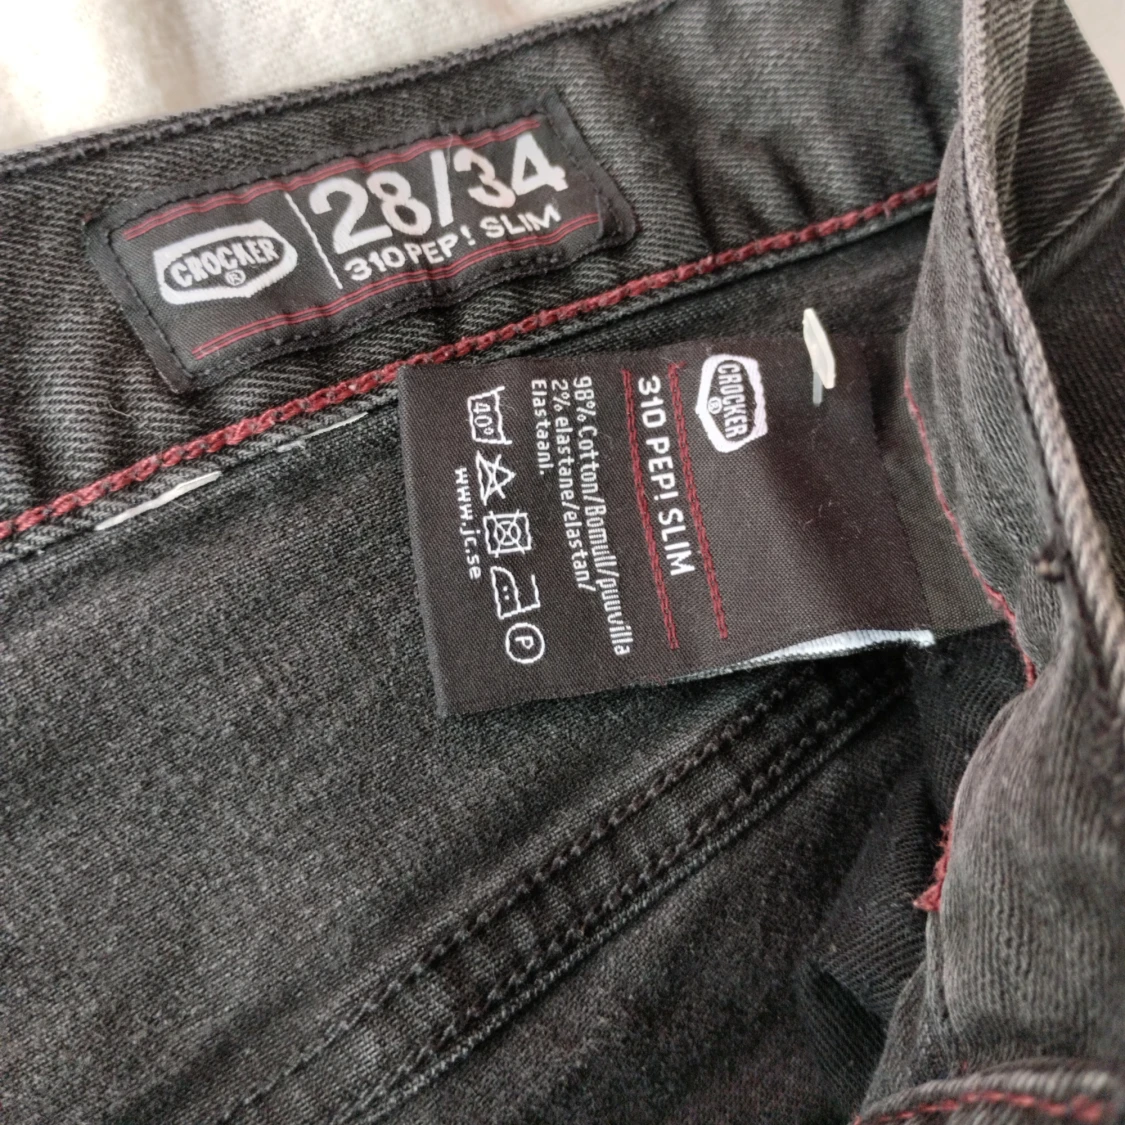 CROCKER
®
28/34
310 PEP! SLIM
CROCKER
®
310 PEP! SLIM
98% Cotton/Bomull/puuvilla
2% elastane/elastan/
Elastaani.
40°
P
www.jc.se